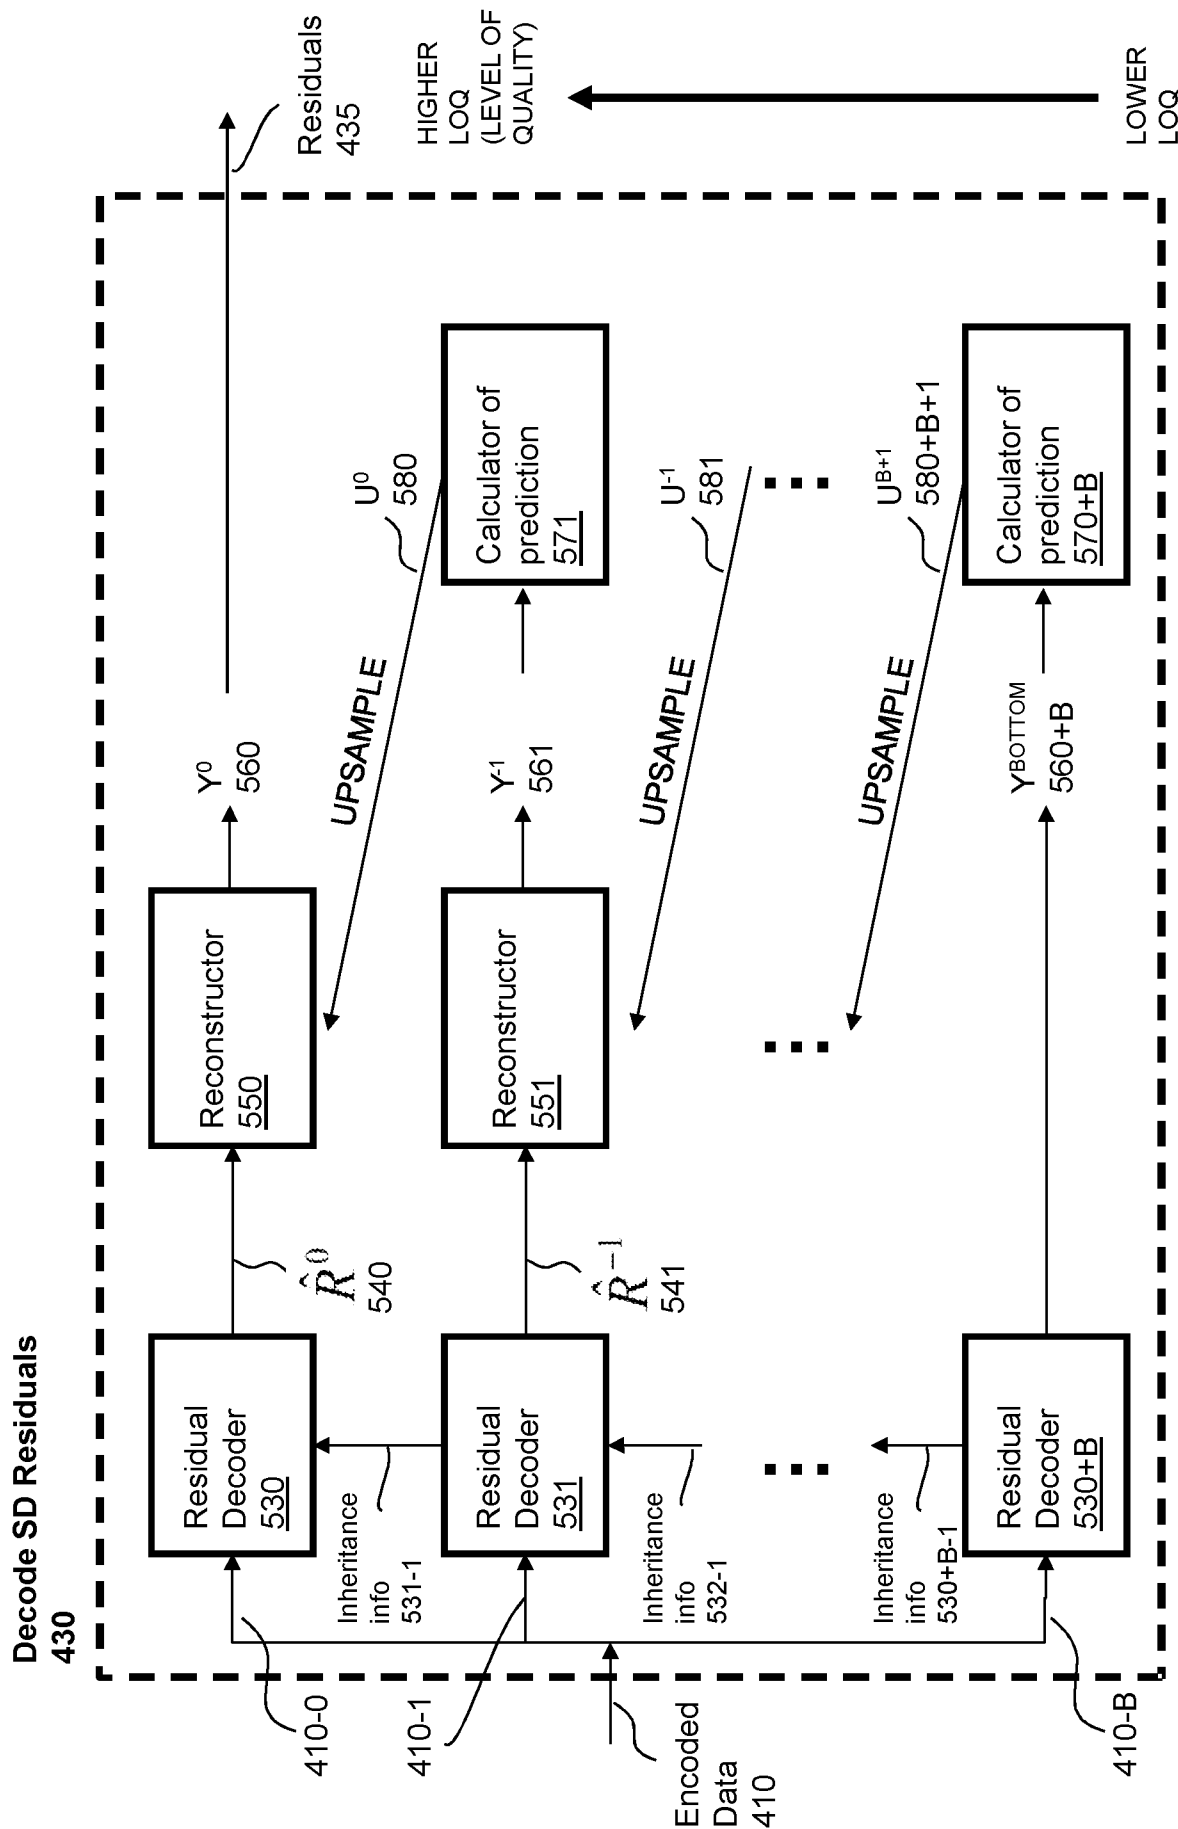 Decode SD Residuals
430
Encoded
Data
410
410-0
410-1
410-B
Residual
Decoder
530
R̂⁰
540
Reconstructor
550
Y⁰
560
Residuals
435
Inheritance
info
531-1
UPSAMPLE
U⁰
580
HIGHER
LOQ
(LEVEL OF
QUALITY)
Residual
Decoder
531
R̂⁻¹
541
Reconstructor
551
Y⁻¹
561
Calculator of
prediction
571
Inheritance
info
532-1
UPSAMPLE
U⁻¹
581
Inheritance
info
530+B-1
UPSAMPLE
Uᴮ⁺¹
580+B+1
Residual
Decoder
530+B
Yᴮᴼᵀᵀᴼᴹ
560+B
Calculator of
prediction
570+B
LOWER
LOQ